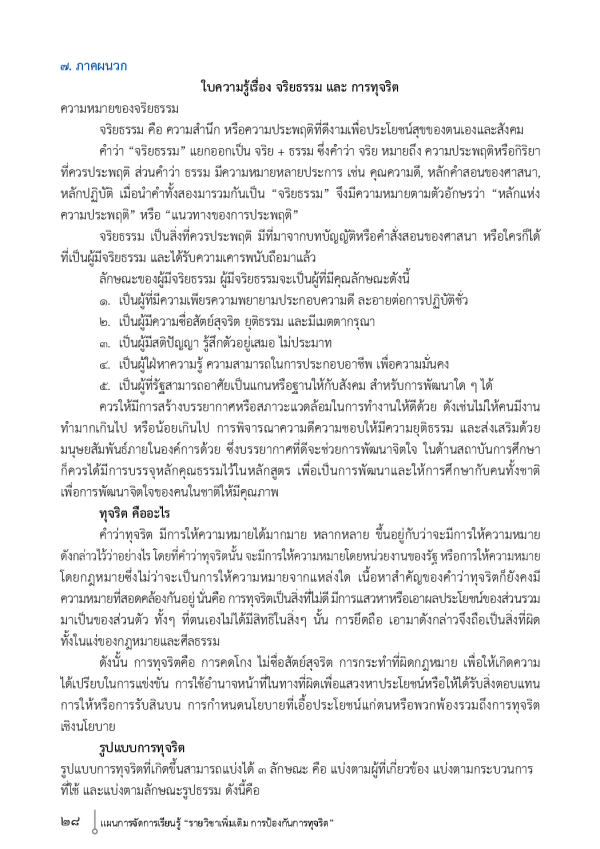 ๗. ภาคผนวก
ใบความรู้เรื่อง จริยธรรม และ การทุจริต
ความหมายของจริยธรรม
จริยธรรม คือ ความสำนึก หรือความประพฤติที่ดีงามเพื่อประโยชน์สุขของตนเองและสังคม
คำว่า “จริยธรรม” แยกออกเป็น จริย + ธรรม ซึ่งคำว่า จริย หมายถึง ความประพฤติหรือกิริยา
ที่ควรประพฤติ ส่วนคำว่า ธรรม มีความหมายหลายประการ เช่น คุณความดี, หลักคำสอนของศาสนา,
หลักปฏิบัติ เมื่อนำคำทั้งสองมารวมกันเป็น “จริยธรรม” จึงมีความหมายตามตัวอักษรว่า “หลักแห่ง
ความประพฤติ” หรือ “แนวทางของการประพฤติ”
จริยธรรม เป็นสิ่งที่ควรประพฤติ มีที่มาจากบทบัญญัติหรือคำสั่งสอนของศาสนา หรือใครก็ได้
ที่เป็นผู้มีจริยธรรม และได้รับความเคารพนับถือมาแล้ว
ลักษณะของผู้มีจริยธรรม ผู้มีจริยธรรมจะเป็นผู้ที่มีคุณลักษณะดังนี้
๑. เป็นผู้ที่มีความเพียรความพยายามประกอบความดี ละอายต่อการปฏิบัติชั่ว
๒. เป็นผู้มีความซื่อสัตย์สุจริต ยุติธรรม และมีเมตตากรุณา
๓. เป็นผู้มีสติปัญญา รู้สึกตัวอยู่เสมอ ไม่ประมาท
๔. เป็นผู้ใฝ่หาความรู้ ความสามารถในการประกอบอาชีพ เพื่อความมั่นคง
๕. เป็นผู้ที่รัฐสามารถอาศัยเป็นแกนหรือฐานให้กับสังคม สำหรับการพัฒนาใด ๆ ได้
ควรให้มีการสร้างบรรยากาศหรือสภาวะแวดล้อมในการทำงานให้ดีด้วย ดังเช่นไม่ให้คนมีงาน
ทำมากเกินไป หรือน้อยเกินไป การพิจารณาความดีความชอบให้มีความยุติธรรม และส่งเสริมด้วย
มนุษยสัมพันธ์ภายในองค์การด้วย ซึ่งบรรยากาศที่ดีจะช่วยการพัฒนาจิตใจ ในด้านสถาบันการศึกษา
ก็ควรได้มีการบรรจุหลักคุณธรรมไว้ในหลักสูตร เพื่อเป็นการพัฒนาและให้การศึกษากับคนทั้งชาติ
เพื่อการพัฒนาจิตใจของคนในชาติให้มีคุณภาพ
ทุจริต คืออะไร
คำว่าทุจริต มีการให้ความหมายได้มากมาย หลากหลาย ขึ้นอยู่กับว่าจะมีการให้ความหมาย
ดังกล่าวไว้ว่าอย่างไร โดยที่คำว่าทุจริตนั้น จะมีการให้ความหมายโดยหน่วยงานของรัฐ หรือการให้ความหมาย
โดยกฎหมายซึ่งไม่ว่าจะเป็นการให้ความหมายจากแหล่งใด เนื้อหาสำคัญของคำว่าทุจริตก็ยังคงมี
ความหมายที่สอดคล้องกันอยู่ นั่นคือ การทุจริตเป็นสิ่งที่ไม่ดี มีการแสวงหาหรือเอาผลประโยชน์ของส่วนรวม
มาเป็นของส่วนตัว ทั้งๆ ที่ตนเองไม่ได้มีสิทธิในสิ่งๆ นั้น การยึดถือ เอามาดังกล่าวจึงถือเป็นสิ่งที่ผิด
ทั้งในแง่ของกฎหมายและศีลธรรม
ดังนั้น การทุจริตคือ การคดโกง ไม่ซื่อสัตย์สุจริต การกระทำที่ผิดกฎหมาย เพื่อให้เกิดความ
ได้เปรียบในการแข่งขัน การใช้อำนาจหน้าที่ในทางที่ผิดเพื่อแสวงหาประโยชน์หรือให้ได้รับสิ่งตอบแทน
การให้หรือการรับสินบน การกำหนดนโยบายที่เอื้อประโยชน์แก่ตนหรือพวกพ้องรวมถึงการทุจริต
เชิงนโยบาย
รูปแบบการทุจริต
รูปแบบการทุจริตที่เกิดขึ้นสามารถแบ่งได้ ๓ ลักษณะ คือ แบ่งตามผู้ที่เกี่ยวข้อง แบ่งตามกระบวนการ
ที่ใช้ และแบ่งตามลักษณะรูปธรรม ดังนี้คือ
๒๘ แผนการจัดการเรียนรู้ “รายวิชาเพิ่มเติม การป้องกันการทุจริต”